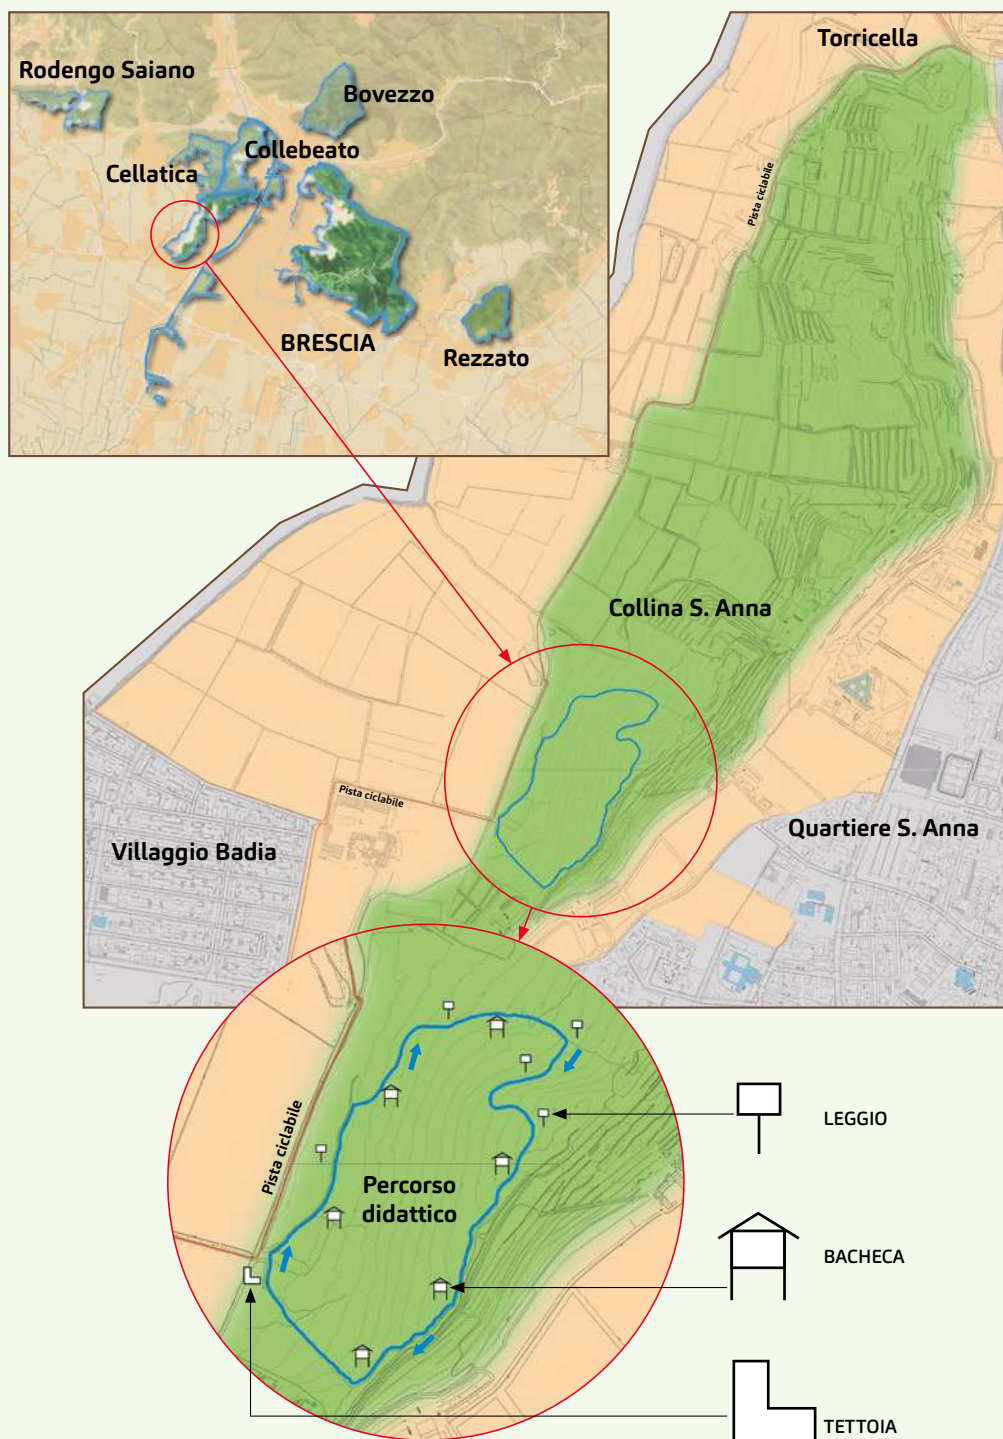 Torricella
Rodengo Saiano
Bovezzo
Collebeato
Cellatica
Pista ciclabile
BRESCIA
Rezzato
Collina S. Anna
Pista ciclabile
Quartiere S. Anna
Villaggio Badia
LEGGIO
Pista ciclabile
Percorso
didattico
BACHECA
TETTOIA